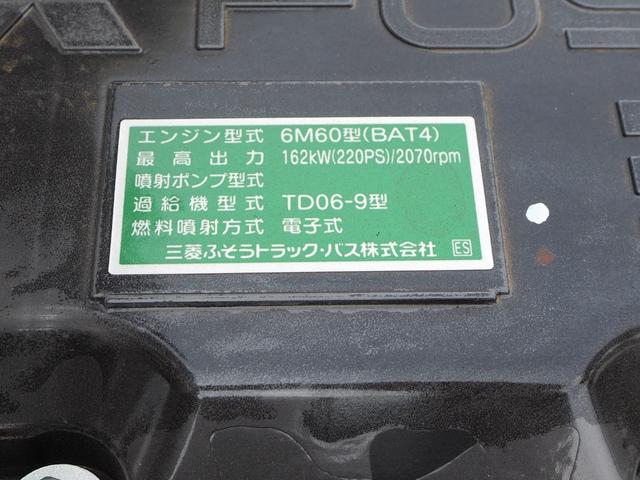 エンジン型式 6M60型(BAT4)
最高出力 162kW(220PS)/2070rpm
噴射ポンプ型式
過給機型式 TD06-9型
燃料噴射方式 電子式
三菱ふそうトラック・バス株式会社 ES